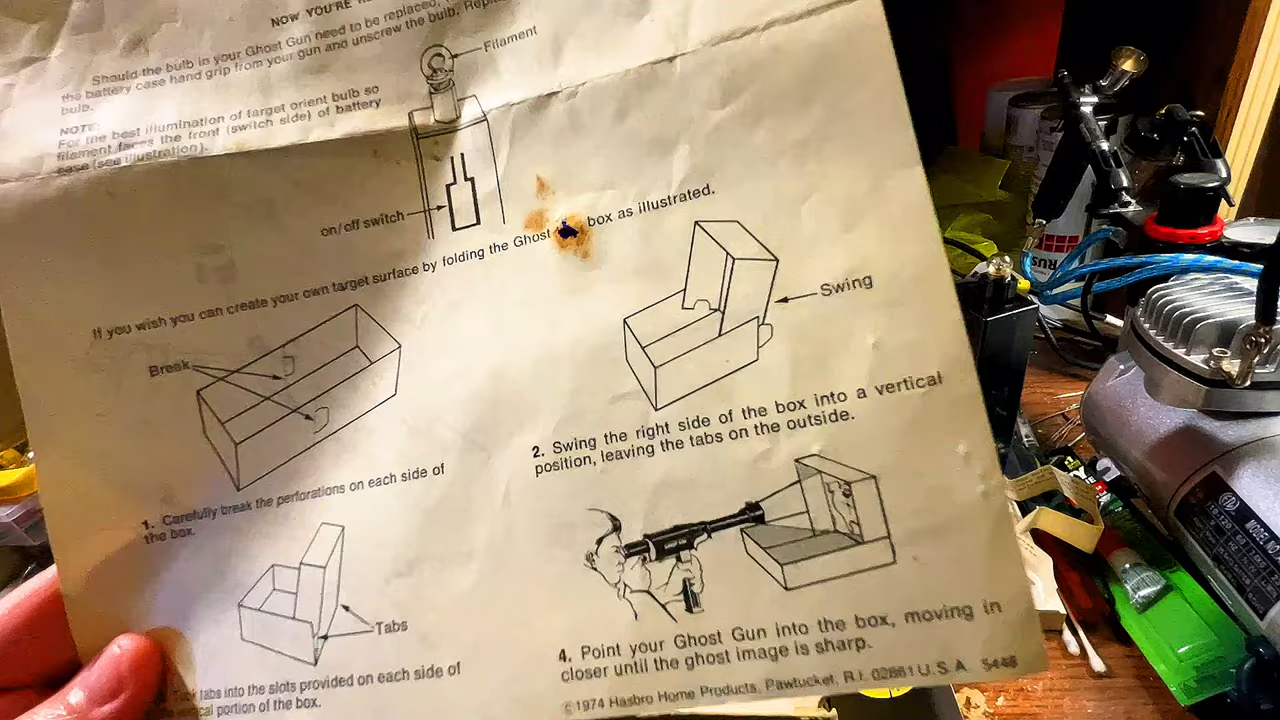 NOW YOU'RE
Should the bulb in your Ghost Gun need to be replaced,
the battery case hand grip from your gun and unscrew the bulb.
bulb.
NOTE
For the best illumination of target orient bulb so
filament faces the front (switch side) of battery
case (see illustration).
Filament
on/off switch
If you wish you can create your own target surface by folding the Ghost box as illustrated.
Break
1. Carefully break the perforations on each side of
the box.
Swing
2. Swing the right side of the box into a vertical
position, leaving the tabs on the outside.
Tabs
tabs into the slots provided on each side of
portion of the box.
4. Point your Ghost Gun into the box, moving in
closer until the ghost image is sharp.
©1974 Hasbro Home Products, Pawtucket, R.I. 02861 U.S.A.
RUS
MODEL NO